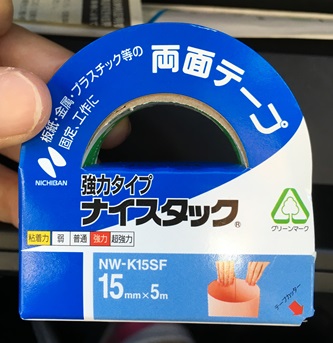 両面テープ
板紙・金属・プラスチック等の
固定・工作に
NICHIBAN
強力タイプ
ナイスタック®
粘着力 弱 普通 強力 超強力
グリーンマーク
NW-K15SF
15mm×5m
テープカッター